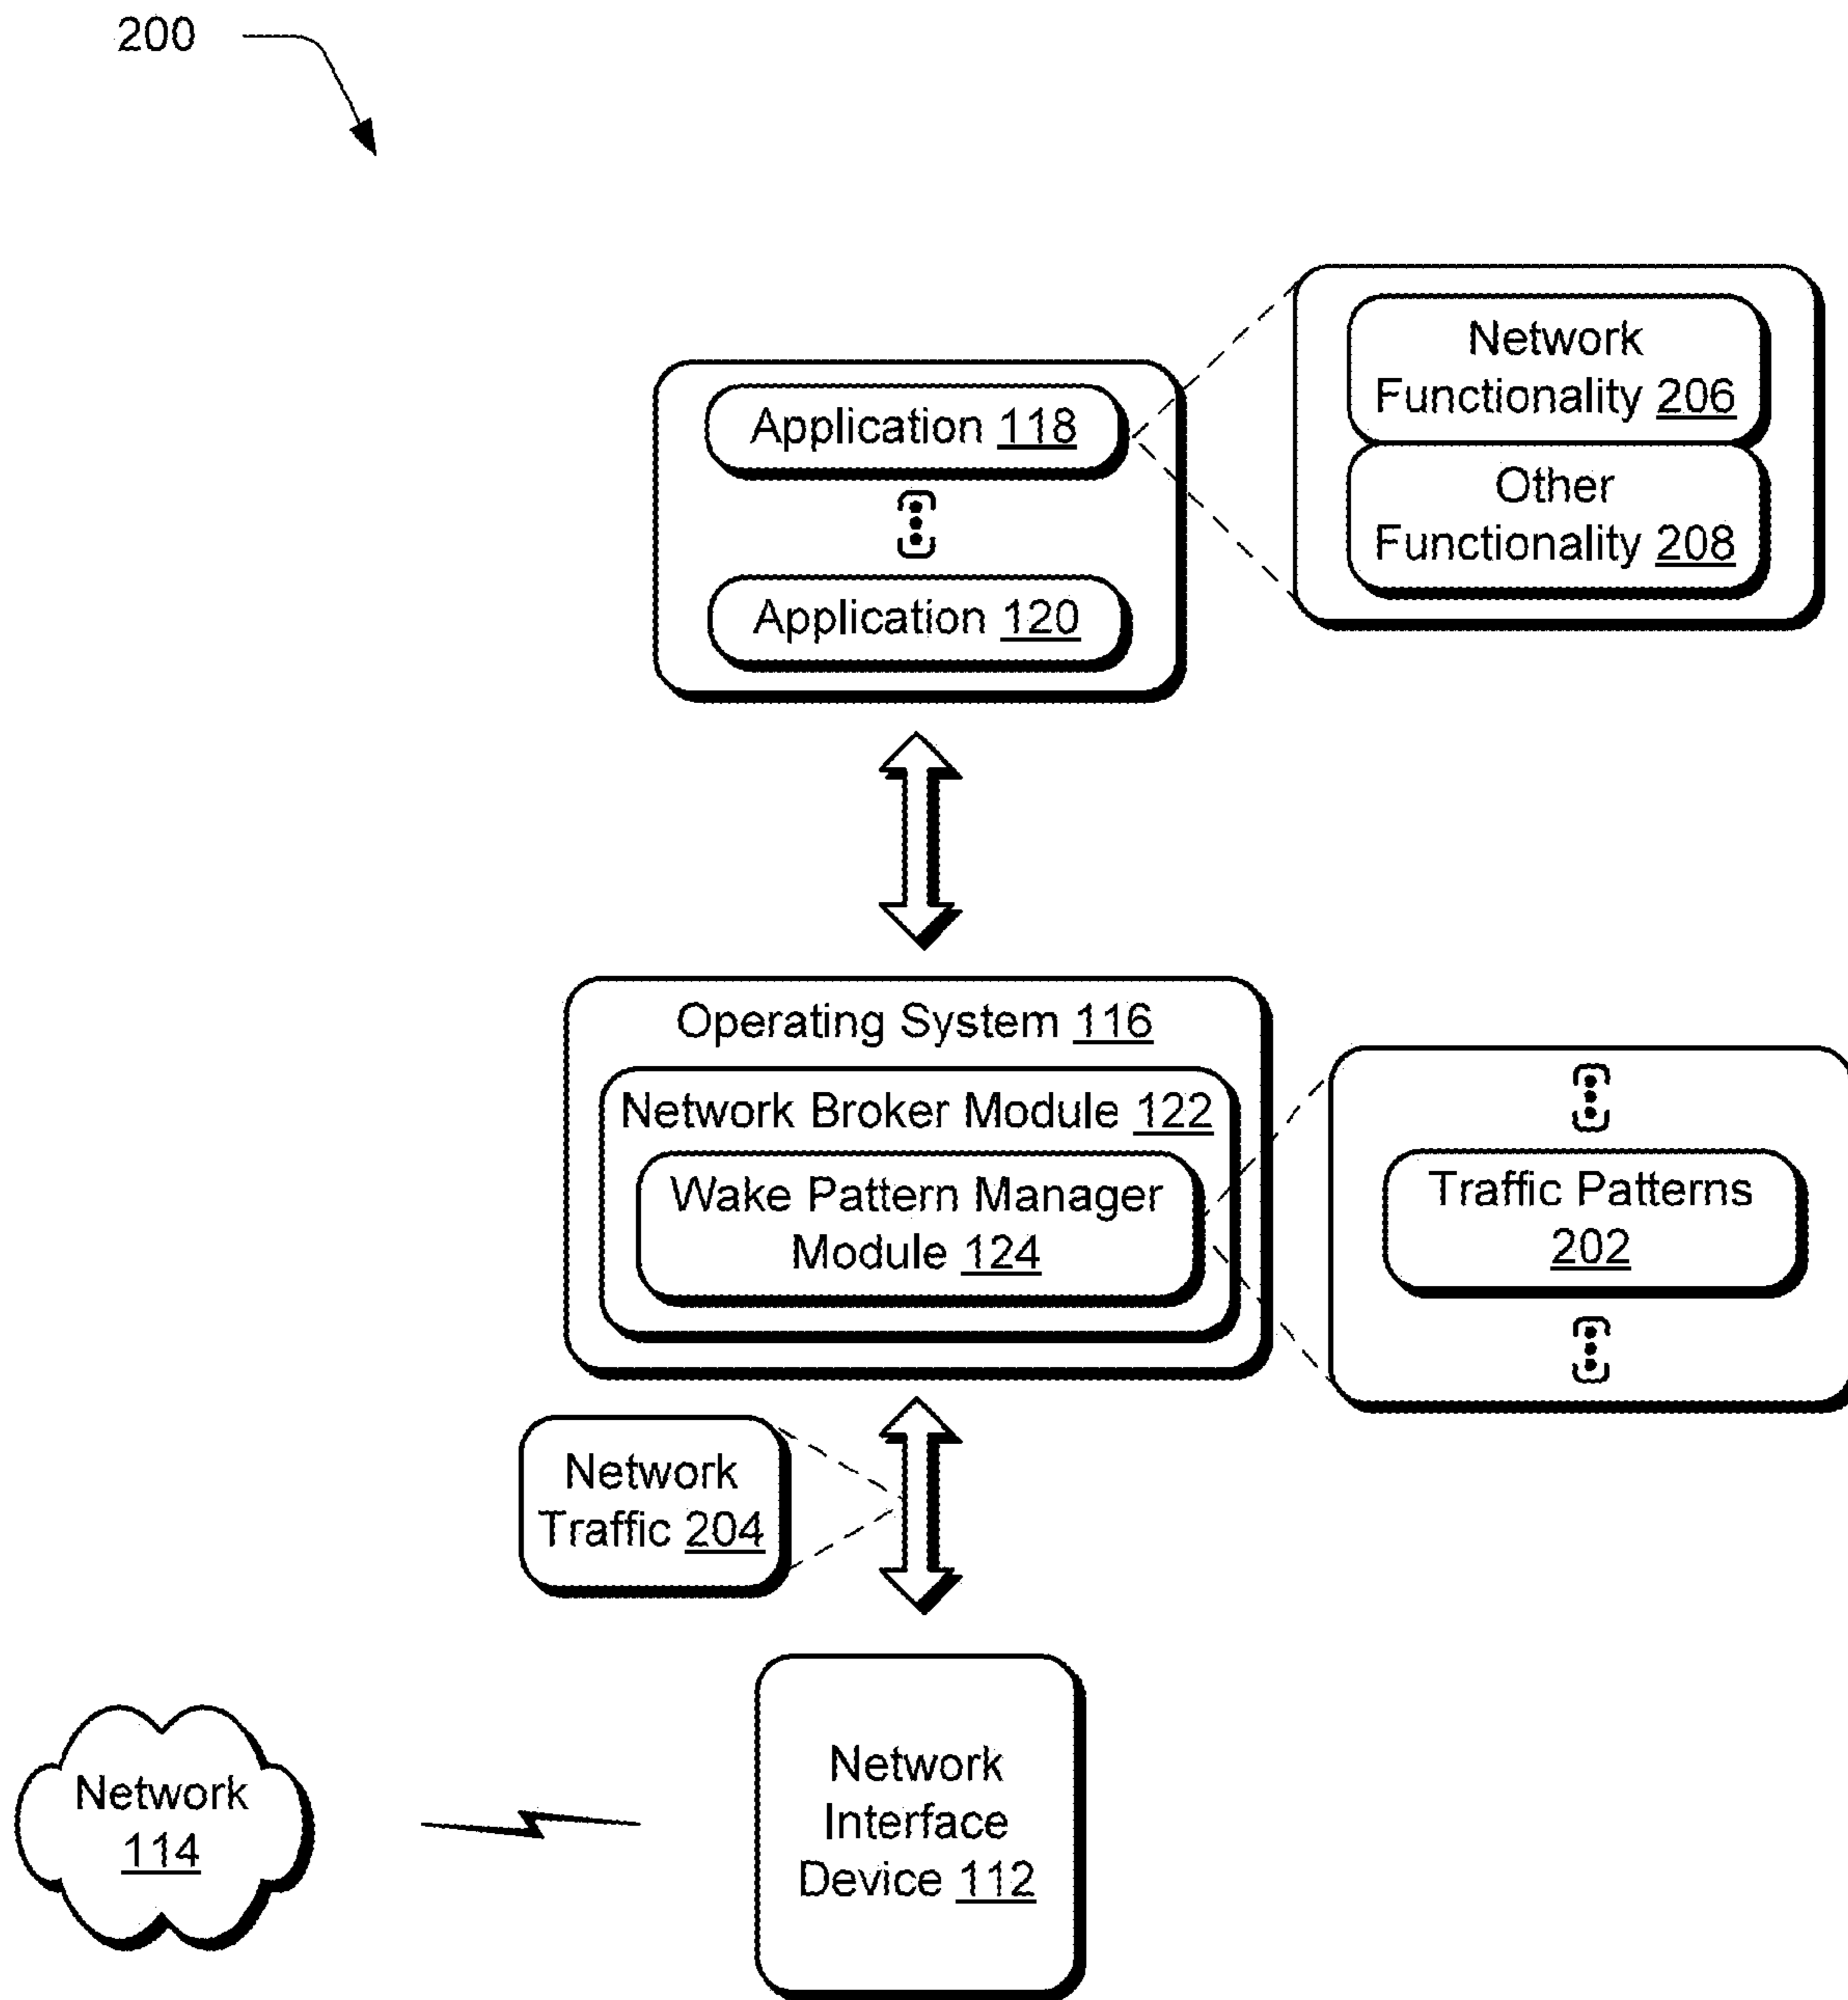 200
Network
Functionality 206
Application 118
Other
Functionality 208
Application 120
Operating System 116
Network Broker Module 122
Wake Pattern Manager
Module 124
Traffic Patterns
202
Network
Traffic 204
Network
Interface
Device 112
Network
114